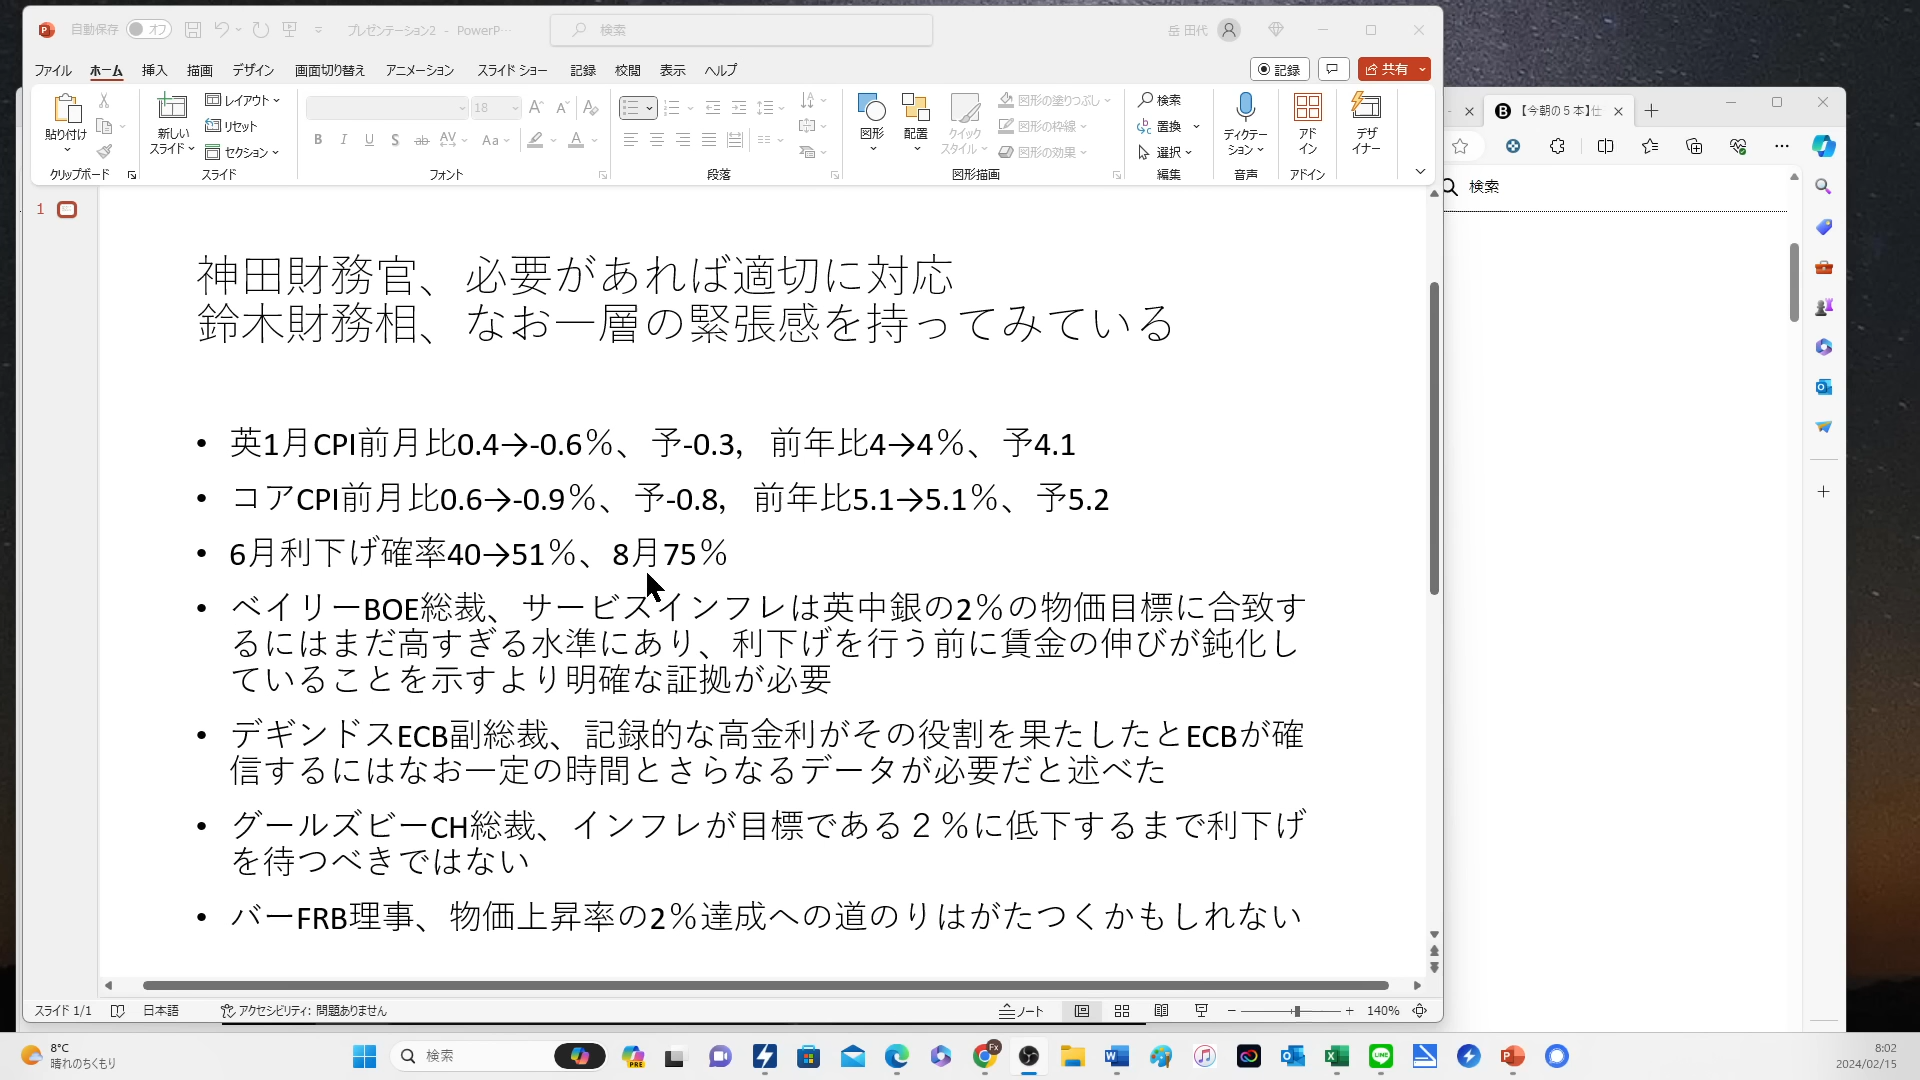 自動保存 オフ プレゼンテーション2 - PowerP… 検索 岳 田代
ファイル ホーム 挿入 描画 デザイン 画面切り替え アニメーション スライド ショー 記録 校閲 表示 ヘルプ 記録 共有
貼り付け 新しい スライド レイアウト リセット セクション 18
図形 配置 クイック スタイル 図形の塗りつぶし 図形の枠線 図形の効果 検索 置換 選択 ディクテー ション アド イン デザ イナー
クリップボード スライド フォント 段落 図形描画 編集 音声 アドイン
【今朝の５本】仕
検索
1
神田財務官、必要があれば適切に対応
鈴木財務相、なお一層の緊張感を持ってみている
• 英1月CPI前月比0.4→-0.6％、予-0.3, 前年比4→4％、予4.1
• コアCPI前月比0.6→-0.9％、予-0.8, 前年比5.1→5.1％、予5.2
• 6月利下げ確率40→51％、8月75％
• ベイリーBOE総裁、サービスインフレは英中銀の2％の物価目標に合致す
るにはまだ高すぎる水準にあり、利下げを行う前に賃金の伸びが鈍化し
ていることを示すより明確な証拠が必要
• デギンドスECB副総裁、記録的な高金利がその役割を果たしたとECBが確
信するにはなお一定の時間とさらなるデータが必要だと述べた
• グールズビーCH総裁、インフレが目標である２％に低下するまで利下げ
を待つべきではない
• バーFRB理事、物価上昇率の2％達成への道のりはがたつくかもしれない
スライド 1/1 日本語 アクセシビリティ: 問題ありません ノート 140%
8°C
晴れのちくもり
検索
8:02
2024/02/15